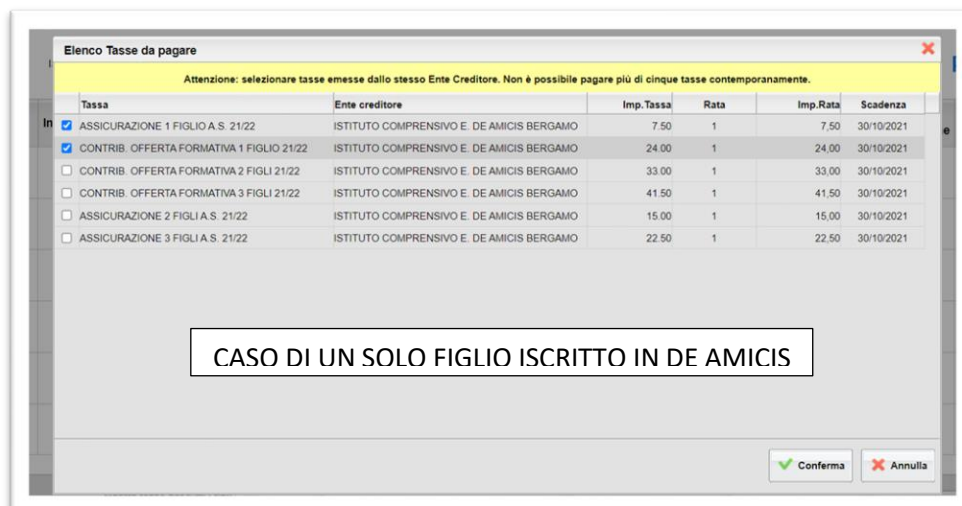 Elenco Tasse da pagare
Attenzione: selezionare tasse emesse dallo stesso Ente Creditore. Non è possibile pagare più di cinque tasse contemporanamente.
Tassa Ente creditore Imp.Tassa Rata Imp.Rata Scadenza
ASSICURAZIONE 1 FIGLIO A.S. 21/22 ISTITUTO COMPRENSIVO E. DE AMICIS BERGAMO 7.50 1 7,50 30/10/2021
CONTRIB. OFFERTA FORMATIVA 1 FIGLIO 21/22 ISTITUTO COMPRENSIVO E. DE AMICIS BERGAMO 24.00 1 24,00 30/10/2021
CONTRIB. OFFERTA FORMATIVA 2 FIGLI 21/22 ISTITUTO COMPRENSIVO E. DE AMICIS BERGAMO 33.00 1 33,00 30/10/2021
CONTRIB. OFFERTA FORMATIVA 3 FIGLI 21/22 ISTITUTO COMPRENSIVO E. DE AMICIS BERGAMO 41.50 1 41,50 30/10/2021
ASSICURAZIONE 2 FIGLI A.S. 21/22 ISTITUTO COMPRENSIVO E. DE AMICIS BERGAMO 15.00 1 15,00 30/10/2021
ASSICURAZIONE 3 FIGLI A.S. 21/22 ISTITUTO COMPRENSIVO E. DE AMICIS BERGAMO 22.50 1 22,50 30/10/2021
CASO DI UN SOLO FIGLIO ISCRITTO IN DE AMICIS
Conferma Annulla